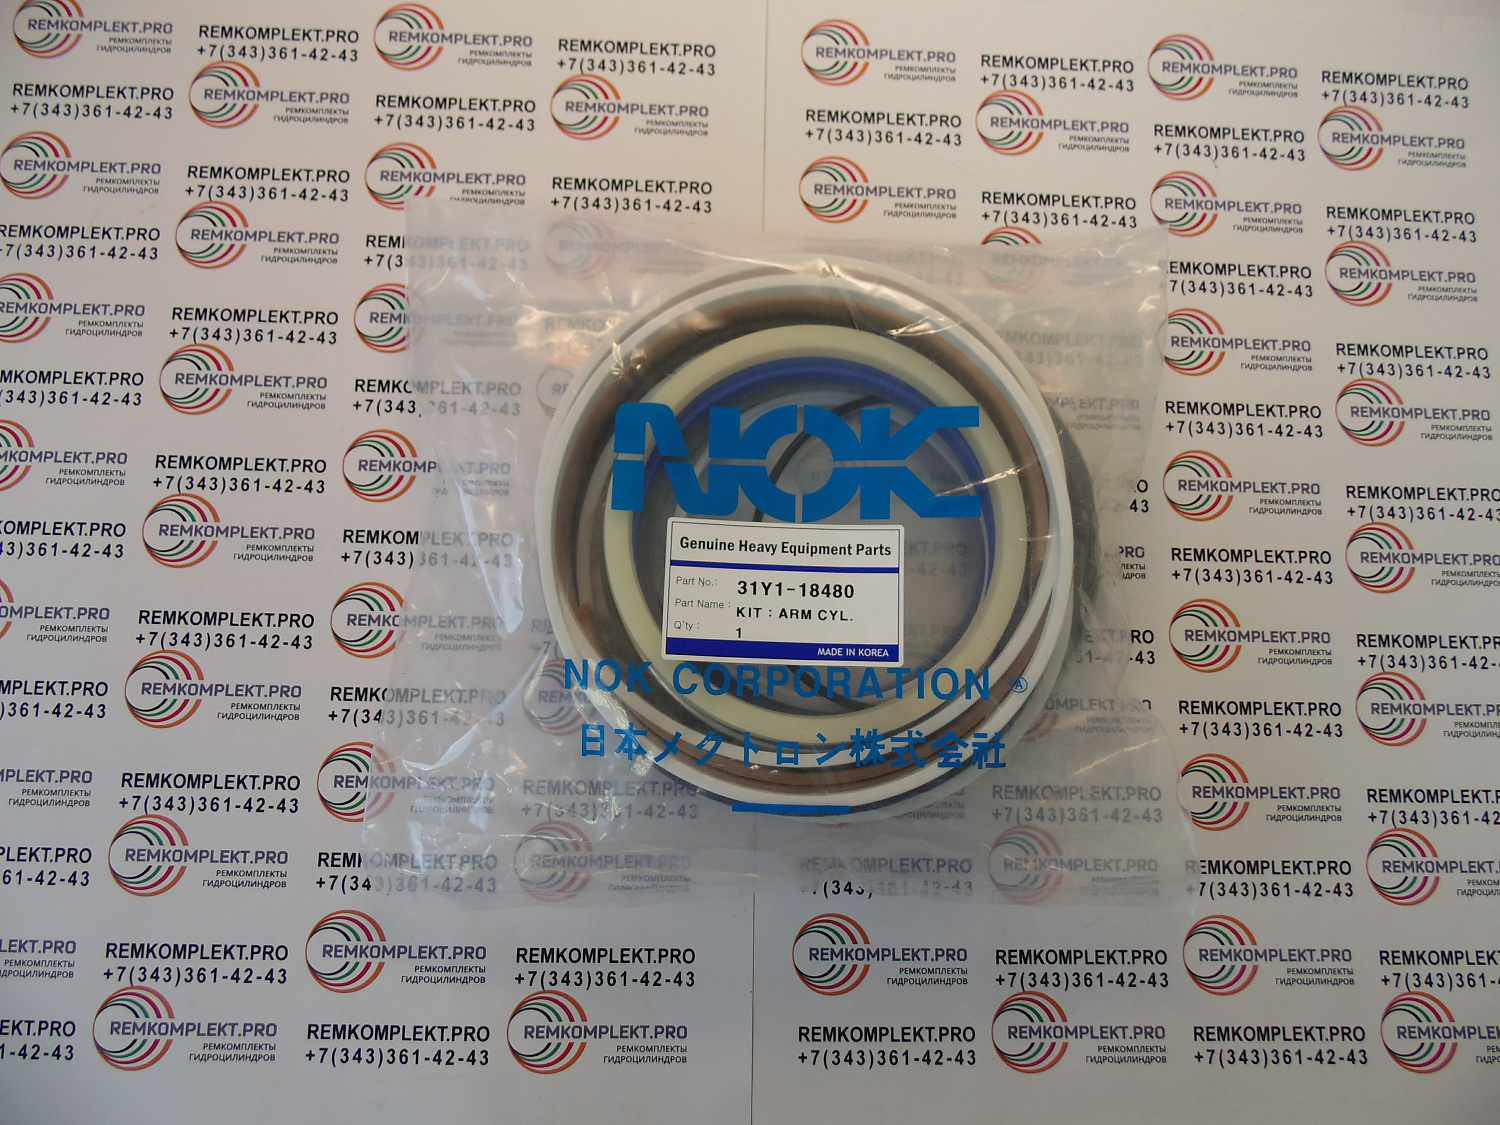 REMKOMPLEKT.PRO
РЕМКОМПЛЕКТЫ
ГИДРОЦИЛИНДРОВ
REMKOMPLEKT.PRO
+7(343)361-42-43
NOK
Genuine Heavy Equipment Parts
Part No.: 31Y1-18480
Part Name : KIT : ARM CYL.
Q'ty : 1
MADE IN KOREA
NOK CORPORATION ®
日本メクトロン株式会社